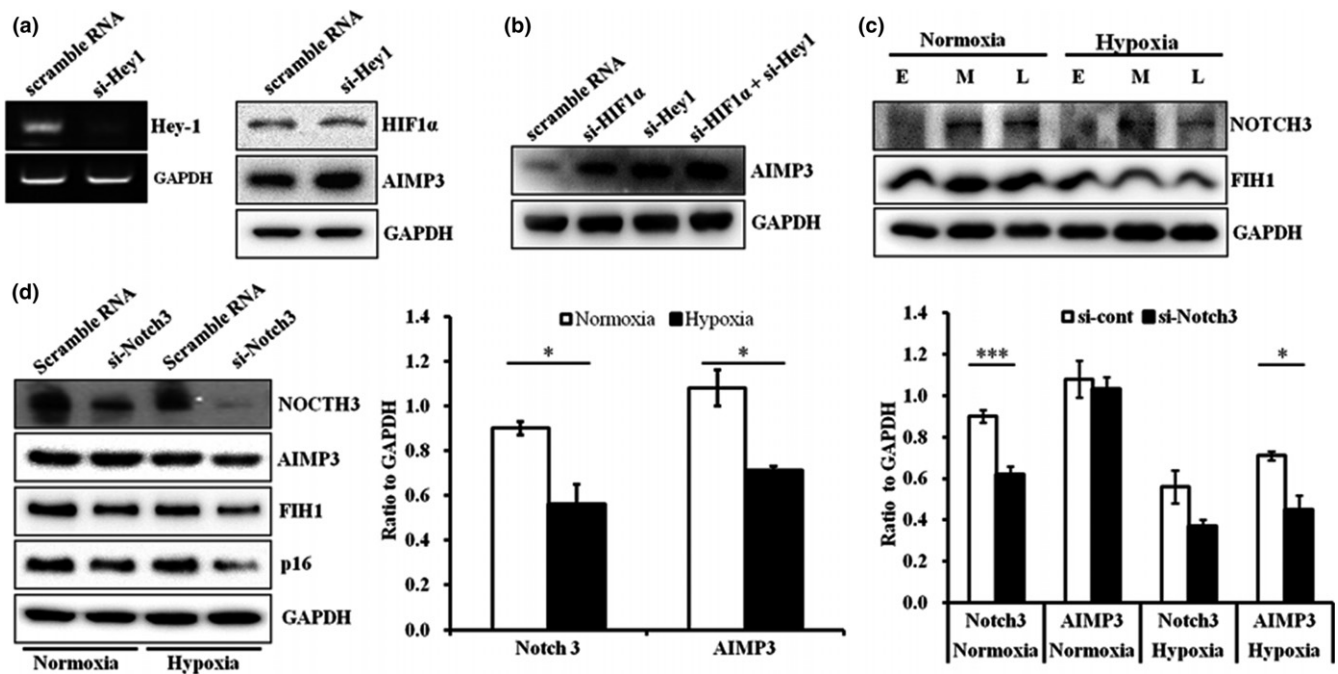 (a)
scramble RNA
si-Hey1
Hey-1
GAPDH
scramble RNA
si-Hey1
HIF1α
AIMP3
GAPDH
(b)
scramble RNA
si-HIF1α
si-Hey1
si-HIF1α + si-Hey1
AIMP3
GAPDH
(c)
Normoxia Hypoxia
E M L E M L
NOTCH3
FIH1
GAPDH
(d)
Scramble RNA
si-Notch3
Scramble RNA
si-Notch3
NOCTH3
AIMP3
FIH1
p16
GAPDH
Normoxia Hypoxia
Ratio to GAPDH
1.4
1.2
1.0
0.8
0.6
0.4
0.2
0.0
Normoxia Hypoxia
* *
Notch 3 AIMP3
Ratio to GAPDH
1.4
1.2
1.0
0.8
0.6
0.4
0.2
0.0
si-cont si-Notch3
*** *
Notch3 AIMP3 Notch3 AIMP3
Normoxia Normoxia Hypoxia Hypoxia